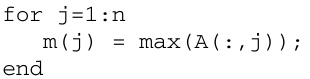 for j=1:n
   m(j) = max(A(:,j));
end